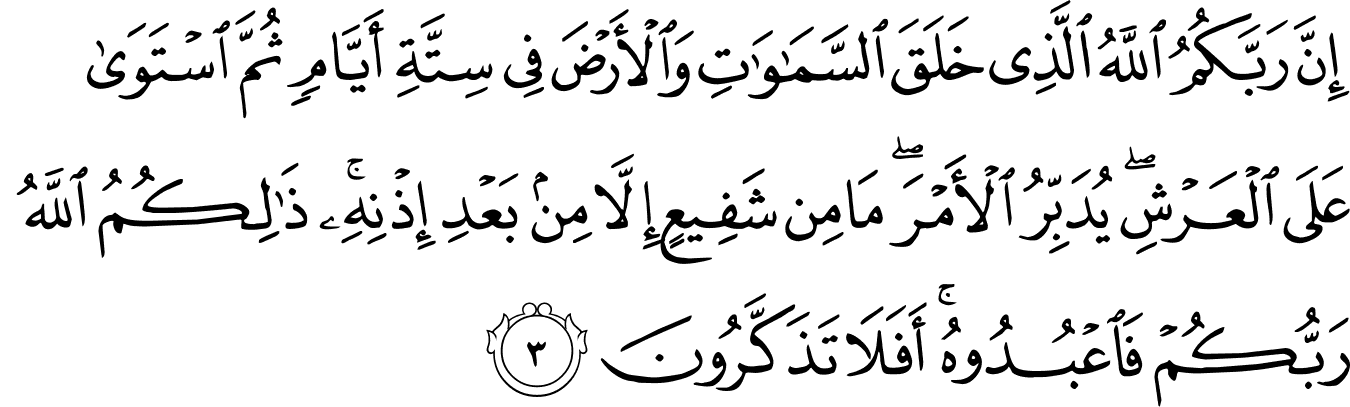 إِنَّ رَبَّكُمُ ٱللَّهُ ٱلَّذِى خَلَقَ ٱلسَّمَـٰوَٰتِ وَٱلْأَرْضَ فِى سِتَّةِ أَيَّامٍ ثُمَّ ٱسْتَوَىٰ
عَلَى ٱلْعَرْشِ ۖ يُدَبِّرُ ٱلْأَمْرَ ۖ مَا مِن شَفِيعٍ إِلَّا مِنۢ بَعْدِ إِذْنِهِۦ ۚ ذَٰلِكُمُ ٱللَّهُ
رَبُّكُمْ فَٱعْبُدُوهُ ۚ أَفَلَا تَذَكَّرُونَ ٣